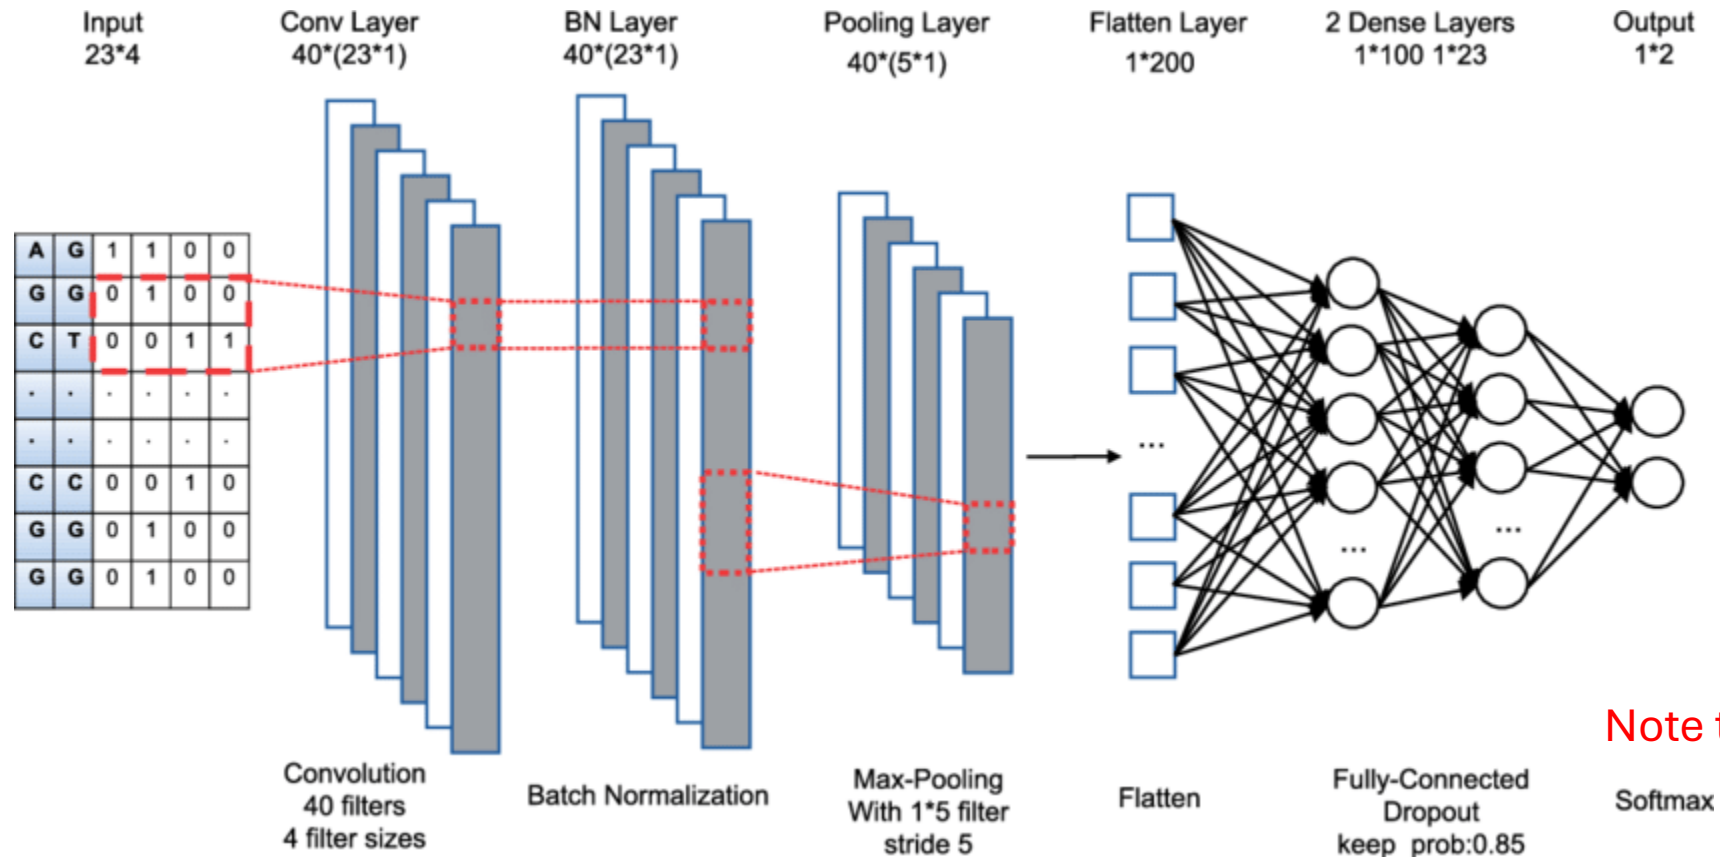 Input
23*4
Conv Layer
40*(23*1)
BN Layer
40*(23*1)
Pooling Layer
40*(5*1)
Flatten Layer
1*200
2 Dense Layers
1*100 1*23
Output
1*2
A G 1 1 0 0
G G 0 1 0 0
C T 0 0 1 1
. . . . . .
. . . . . .
C C 0 0 1 0
G G 0 1 0 0
G G 0 1 0 0
...
...
...
Convolution
40 filters
4 filter sizes
Batch Normalization
Max-Pooling
With 1*5 filter
stride 5
Flatten
Fully-Connected
Dropout
keep_prob:0.85
Note
Softmax